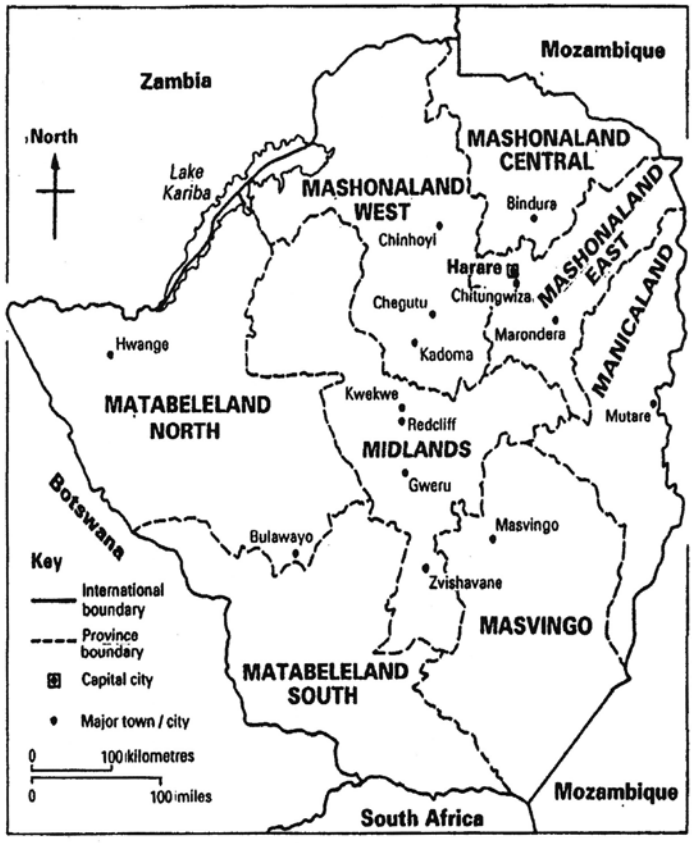 Zambia
Mozambique
North
Lake
Kariba
MASHONALAND
CENTRAL
MASHONALAND
WEST
Bindura
MASHONALAND
EAST
Chinhoyi
Harare
Chitungwiza
MANICALAND
Chegutu
Marondera
Kadoma
Hwange
MATABELELAND
NORTH
Kwekwe
Redcliff
Mutare
MIDLANDS
Gweru
Botswana
Bulawayo
Masvingo
Zvishavane
MASVINGO
MATABELELAND
SOUTH
Key
International
boundary
Province
boundary
Capital city
Major town / city
0 100 kilometres
0 100 miles
Mozambique
South Africa